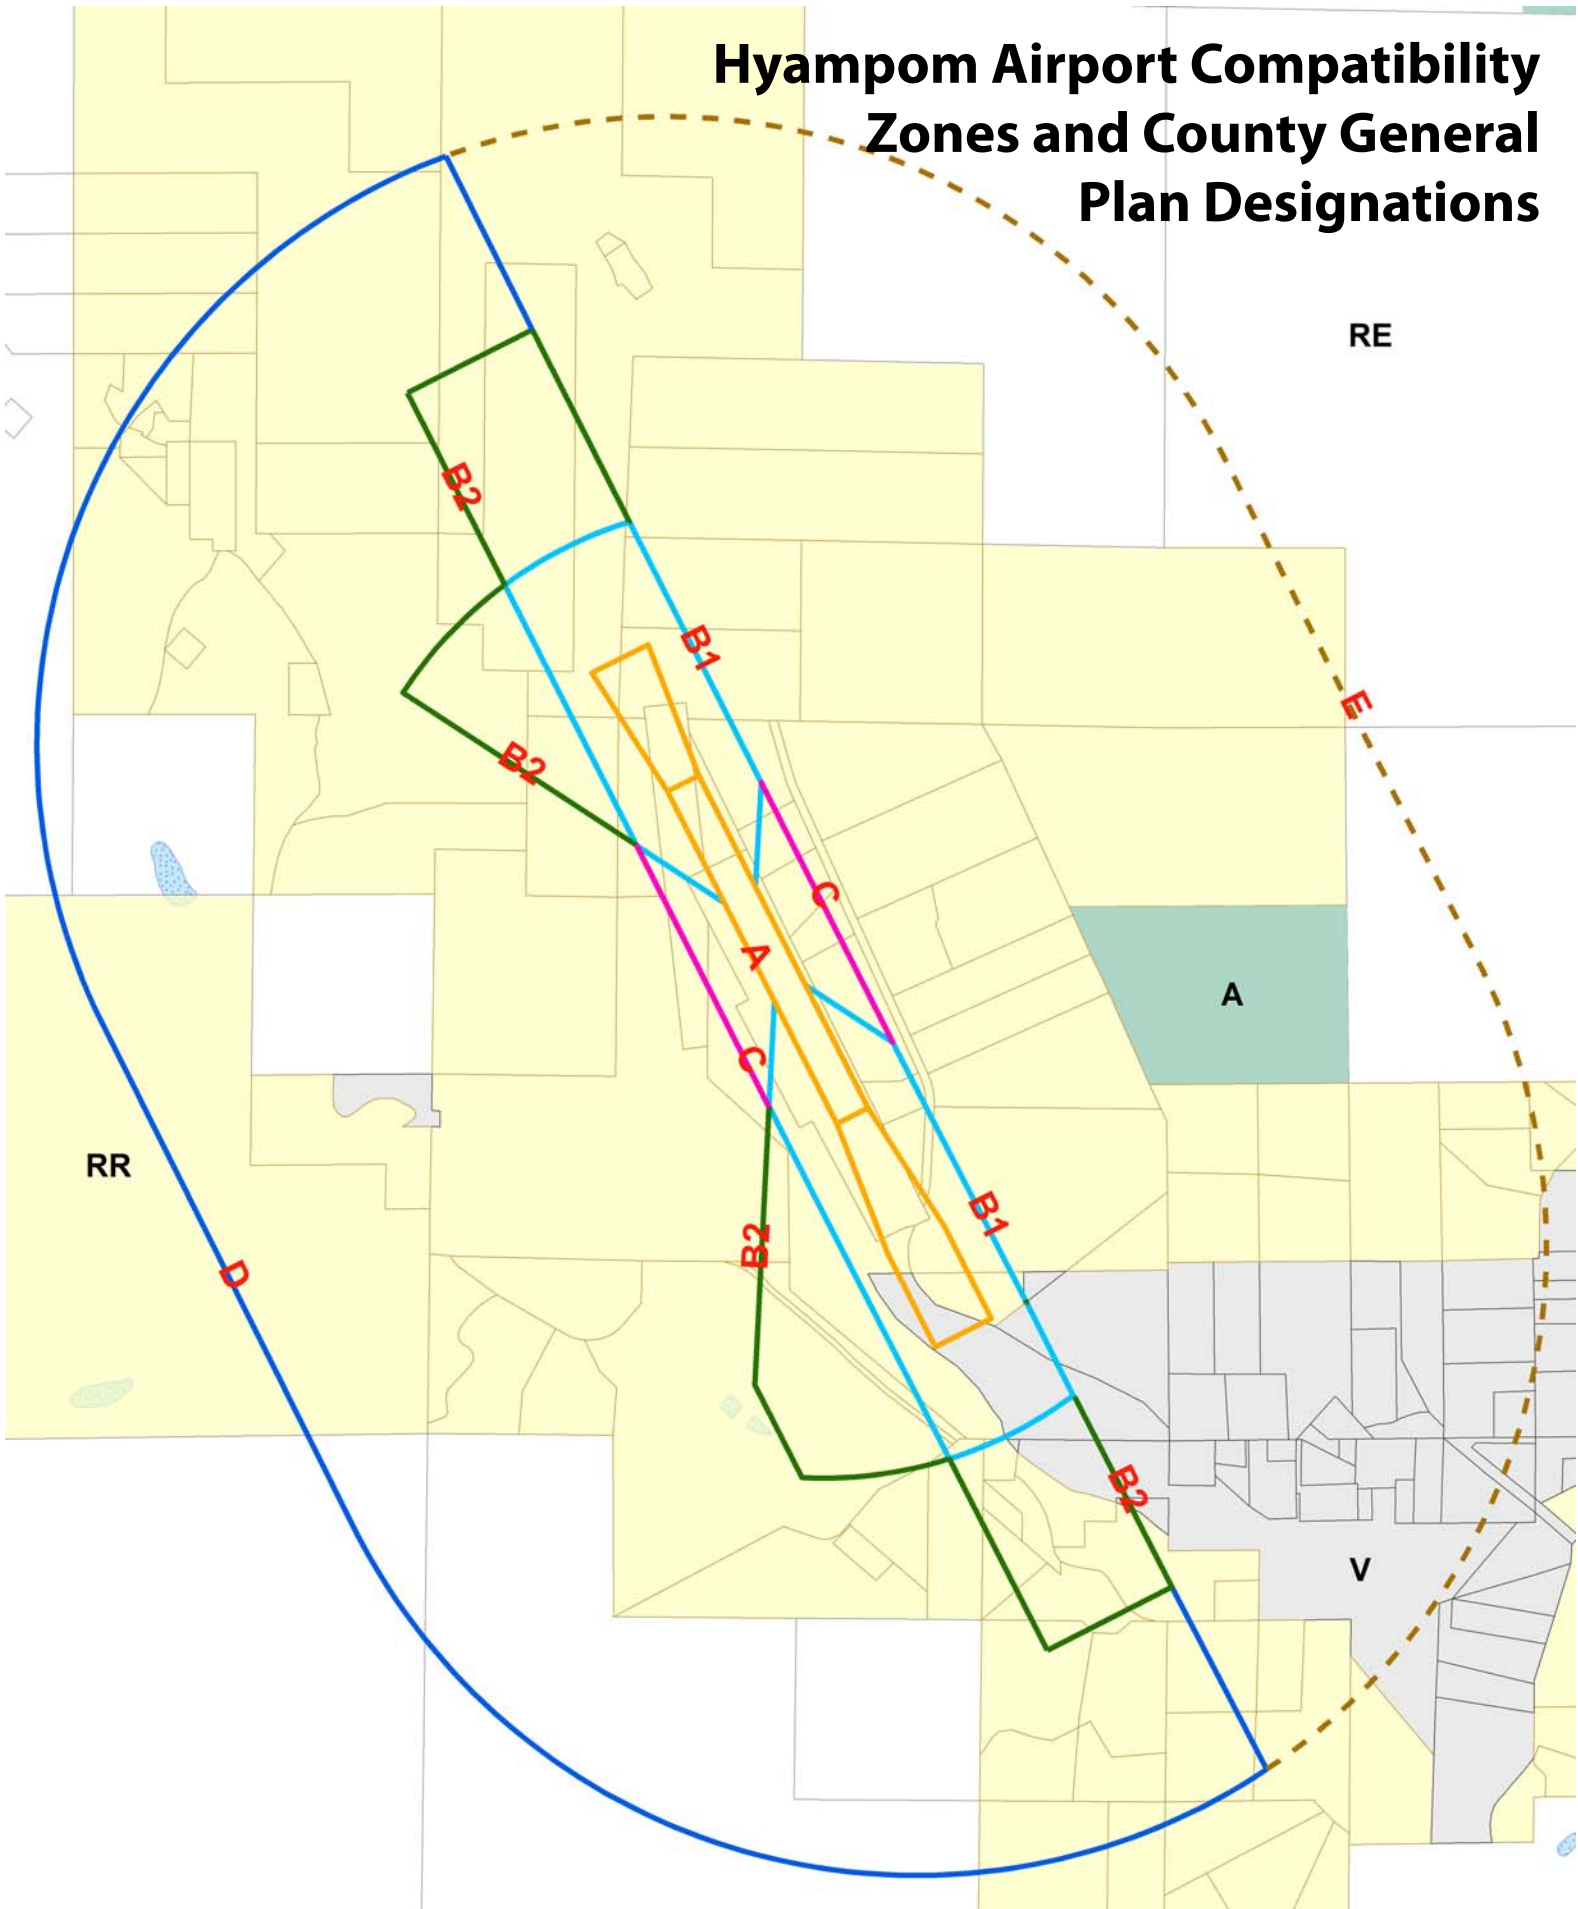 Hyampom Airport Compatibility
Zones and County General
Plan Designations
RE
B2
B1
E
B2
C
A
A
C
RR
B1
B2
D
B2
V